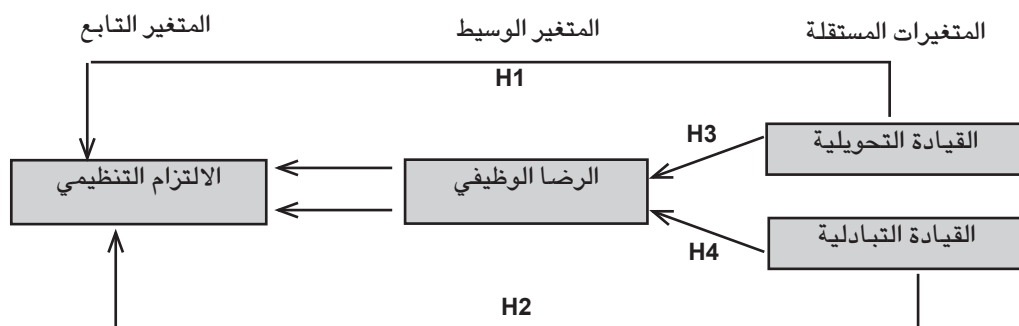 المتغيرات المستقلة
المتغير الوسيط
المتغير التابع
H1
القيادة التحويلية
H3
الرضا الوظيفي
الالتزام التنظيمي
القيادة التبادلية
H4
H2